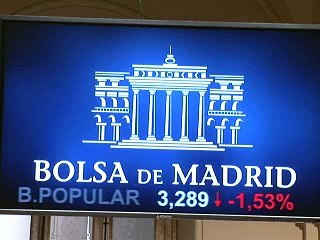 BOLSA DE MADRID
B.POPULAR 3,289 ↓ -1,53%